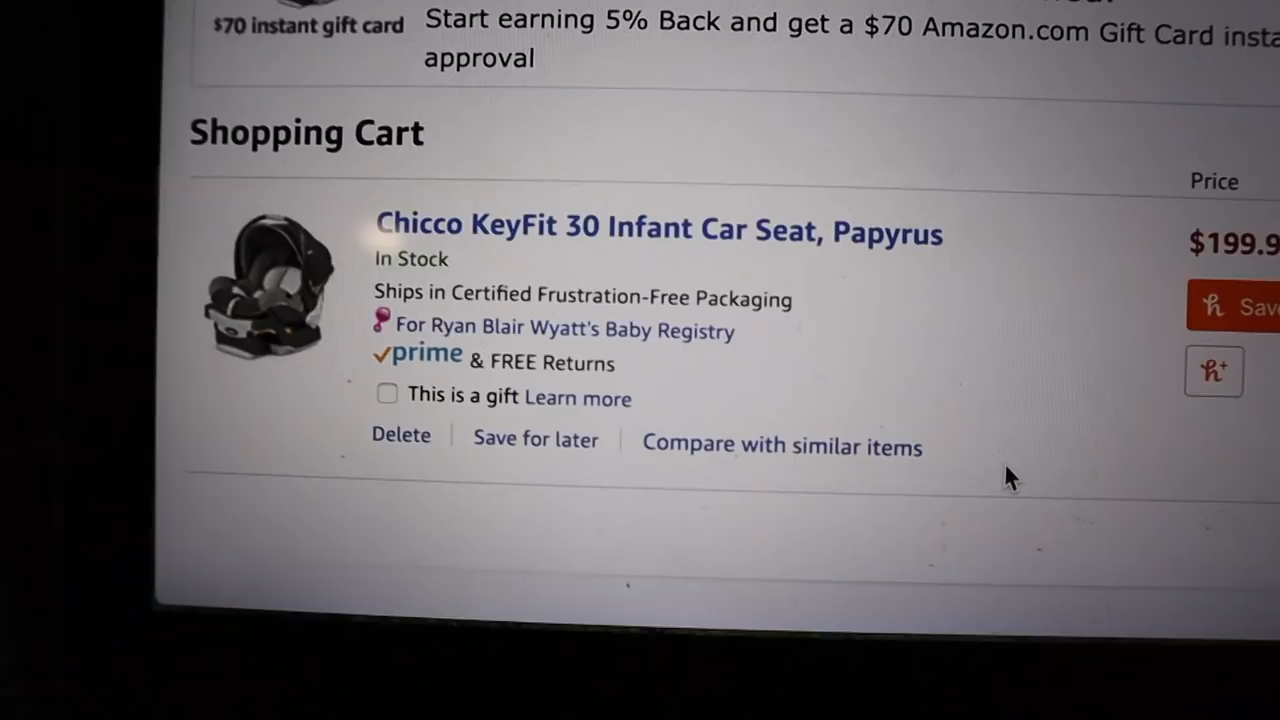 $70 instant gift card
Start earning 5% Back and get a $70 Amazon.com Gift Card
approval
Shopping Cart
Price
Chicco KeyFit 30 Infant Car Seat, Papyrus
$199.9
In Stock
Ships in Certified Frustration-Free Packaging
For Ryan Blair Wyatt's Baby Registry
prime & FREE Returns
This is a gift Learn more
Delete
Save for later
Compare with similar items